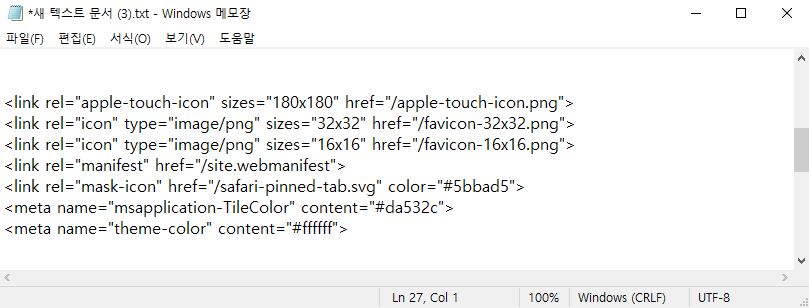 *새 텍스트 문서 (3).txt - Windows 메모장
파일(F) 편집(E) 서식(O) 보기(V) 도움말
<link rel="apple-touch-icon" sizes="180x180" href="/apple-touch-icon.png">
<link rel="icon" type="image/png" sizes="32x32" href="/favicon-32x32.png">
<link rel="icon" type="image/png" sizes="16x16" href="/favicon-16x16.png">
<link rel="manifest" href="/site.webmanifest">
<link rel="mask-icon" href="/safari-pinned-tab.svg" color="#5bbad5">
<meta name="msapplication-TileColor" content="#da532c">
<meta name="theme-color" content="#ffffff">
Ln 27, Col 1 100% Windows (CRLF) UTF-8